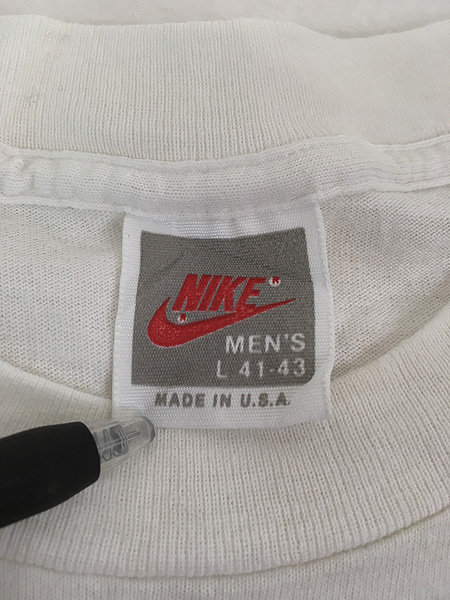 NIKE
MEN'S
L 41-43
MADE IN U.S.A.